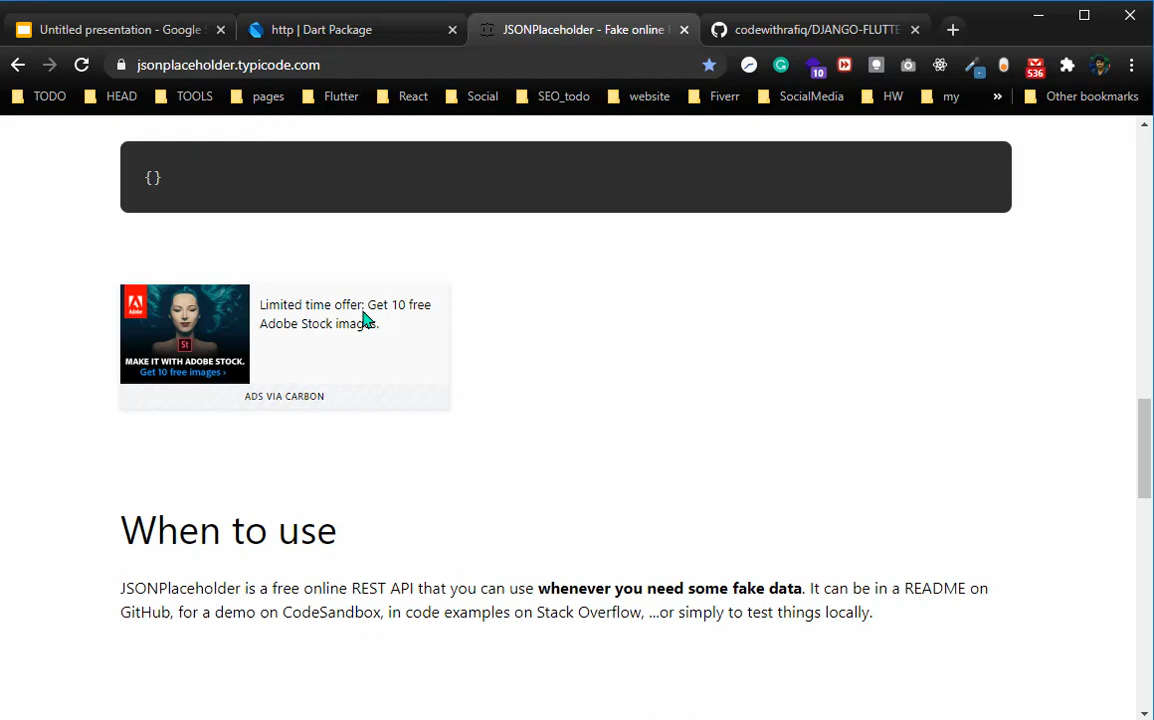 Untitled presentation - Google
http | Dart Package
JSONPlaceholder - Fake online
codewithrafiq/DJANGO-FLUTTE
jsonplaceholder.typicode.com
10
536
TODO
HEAD
TOOLS
pages
Flutter
React
Social
SEO_todo
website
Fiverr
SocialMedia
HW
my
»
Other bookmarks
{}
Adobe
St
MAKE IT WITH ADOBE STOCK.
Get 10 free images ›
Limited time offer: Get 10 free
Adobe Stock images.
ADS VIA CARBON
When to use
JSONPlaceholder is a free online REST API that you can use whenever you need some fake data. It can be in a README on
GitHub, for a demo on CodeSandbox, in code examples on Stack Overflow, ...or simply to test things locally.